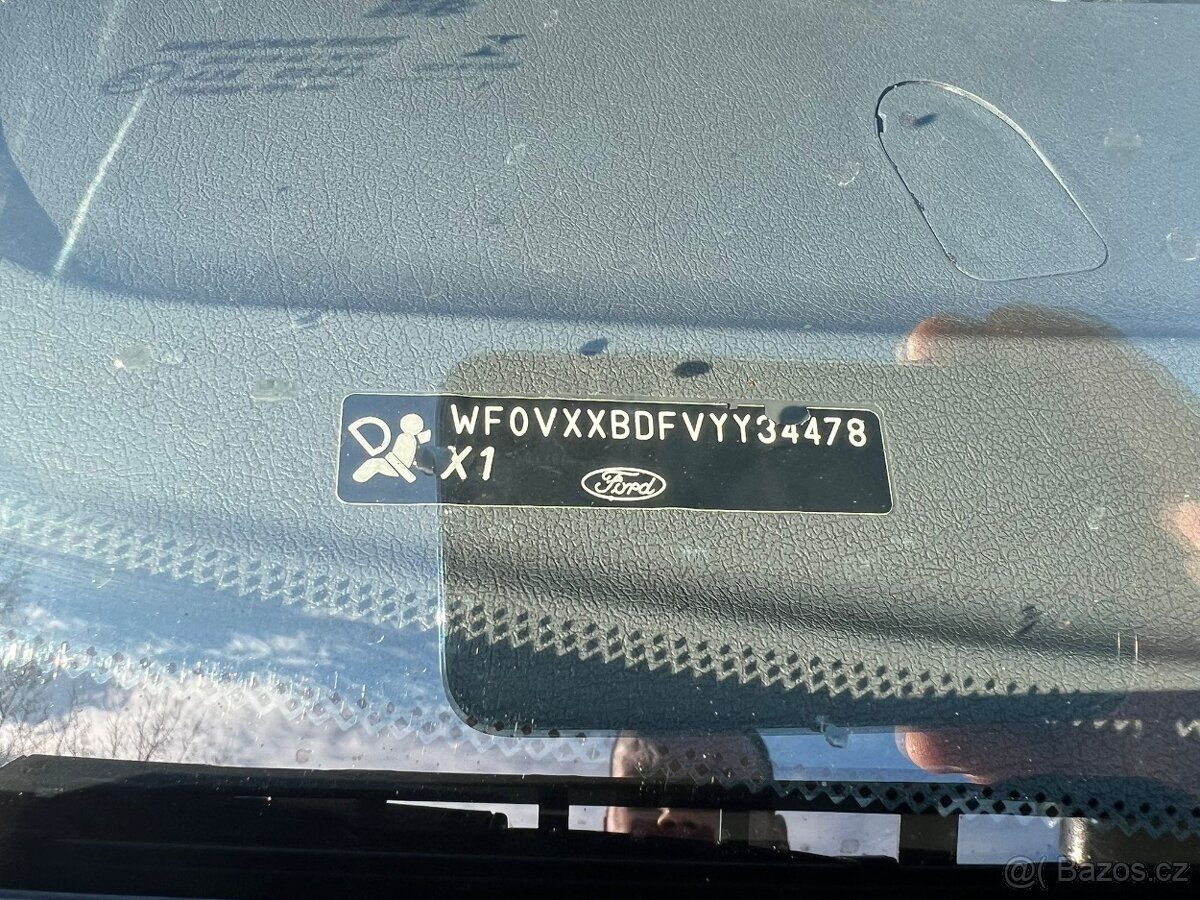 WF0VXXBDFVYY34478
X1
Ford
@( Bazos.cz